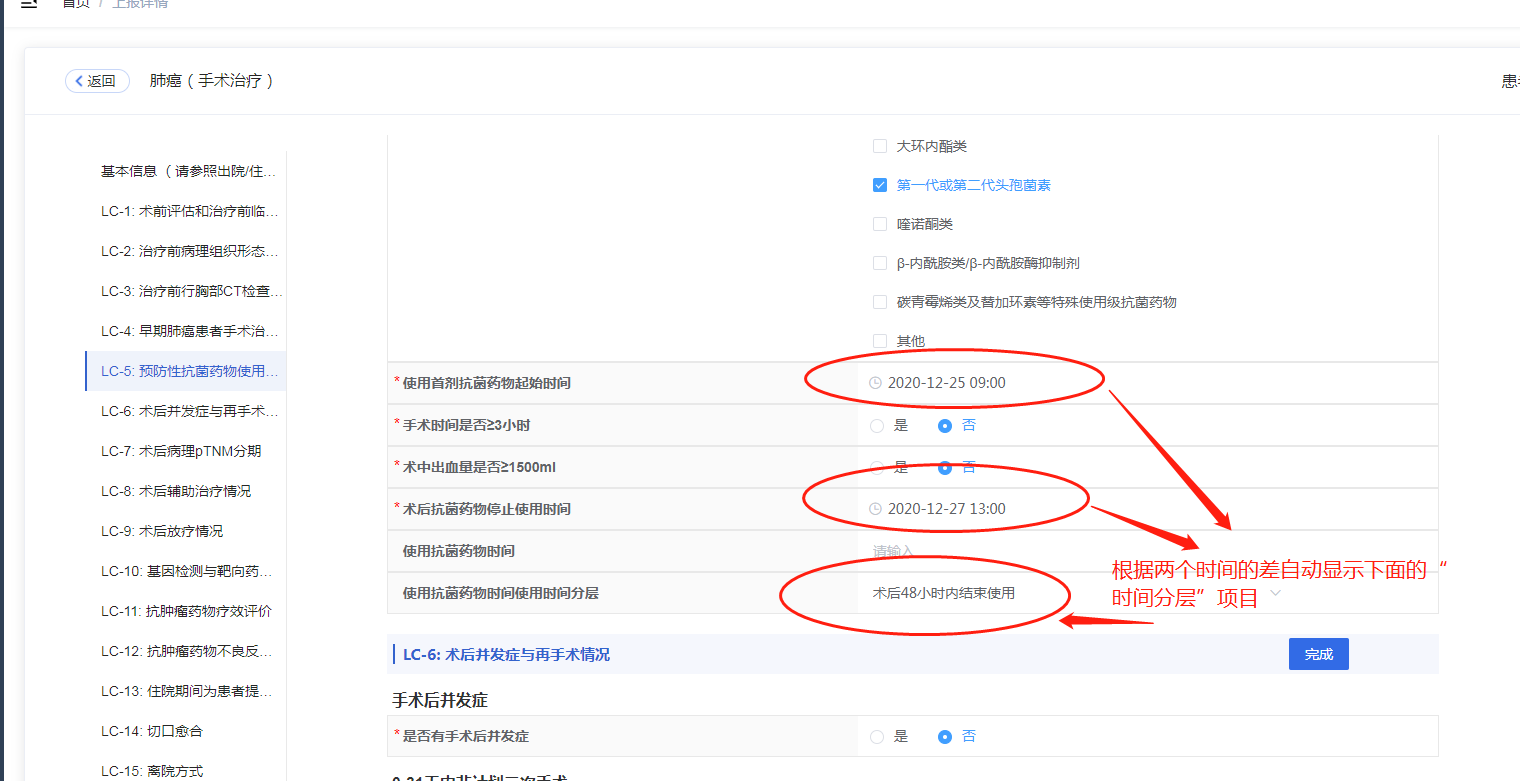 首页 / 上报详情
返回 肺癌（手术治疗）
患者
基本信息 （请参照出院/住...
LC-1: 术前评估和治疗前临...
LC-2: 治疗前病理组织形态...
LC-3: 治疗前行胸部CT检查...
LC-4: 早期肺癌患者手术治...
LC-5: 预防性抗菌药物使用...
LC-6: 术后并发症与再手术...
LC-7: 术后病理pTNM分期
LC-8: 术后辅助治疗情况
LC-9: 术后放疗情况
LC-10: 基因检测与靶向药...
LC-11: 抗肿瘤药物疗效评价
LC-12: 抗肿瘤药物不良反...
LC-13: 住院期间为患者提...
LC-14: 切口愈合
LC-15: 离院方式
大环内酯类
第一代或第二代头孢菌素
喹诺酮类
β-内酰胺类/β-内酰胺酶抑制剂
碳青霉烯类及替加环素等特殊使用级抗菌药物
其他
*使用首剂抗菌药物起始时间 2020-12-25 09:00
*手术时间是否≥3小时 是 否
*术中出血量是否≥1500ml 是 否
*术后抗菌药物停止使用时间 2020-12-27 13:00
使用抗菌药物时间 请输入
使用抗菌药物时间使用时间分层 术后48小时内结束使用
根据两个时间的差自动显示下面的“
时间分层”项目
LC-6: 术后并发症与再手术情况 完成
手术后并发症
*是否有手术后并发症 是 否
0-31天内非计划二次手术